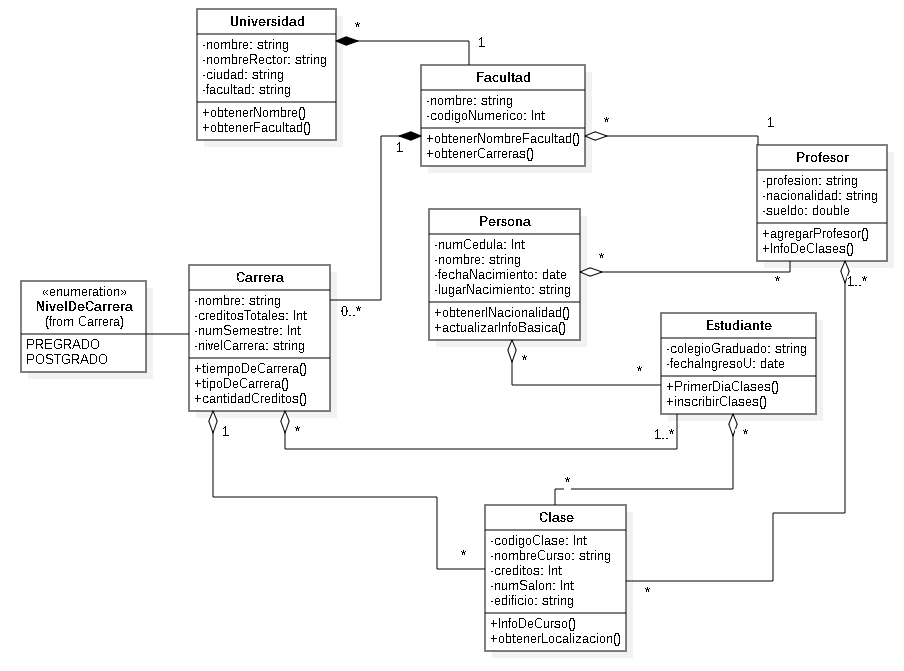 Universidad
-nombre: string
-nombreRector: string
-ciudad: string
-facultad: string
+obtenerNombre()
+obtenerFacultad()
*
1
Facultad
-nombre: string
-codigoNumerico: Int
+obtenerNombreFacultad()
+obtenerCarreras()
1
*
1
Profesor
-profesion: string
-nacionalidad: string
-sueldo: double
+agregarProfesor()
+InfoDeClases()
*
1..*
Persona
-numCedula: Int
-nombre: string
-fechaNacimiento: date
-lugarNacimiento: string
+obtenerlNacionalidad()
+actualizarInfoBasica()
*
*
*
Carrera
-nombre: string
-creditosTotales: Int
-numSemestre: Int
-nivelCarrera: string
+tiempoDeCarrera()
+tipoDeCarrera()
+cantidadCreditos()
0..*
1
*
«enumeration»
NivelDeCarrera
(from Carrera)
PREGRADO
POSTGRADO
Estudiante
-colegioGraduado: string
-fechaIngresoU: date
+PrimerDiaClases()
+inscribirClases()
1..*
*
*
Clase
-codigoClase: Int
-nombreCurso: string
-creditos: Int
-numSalon: Int
-edificio: string
+InfoDeCurso()
+obtenerLocalizacion()
*
*